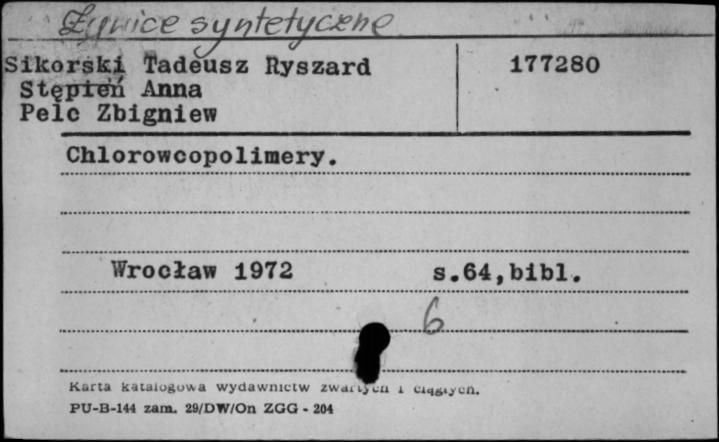 Żywice syntetyczne
Sikorski Tadeusz Ryszard 177280
Stępień Anna
Pelc Zbigniew
Chlorowcopolimery.
Wrocław 1972 s.64,bibl.
6
Karta katalogowa wydawnictw zwartych i ciągłych.
PU-B-144 zam. 29/DW/On ZGG - 204